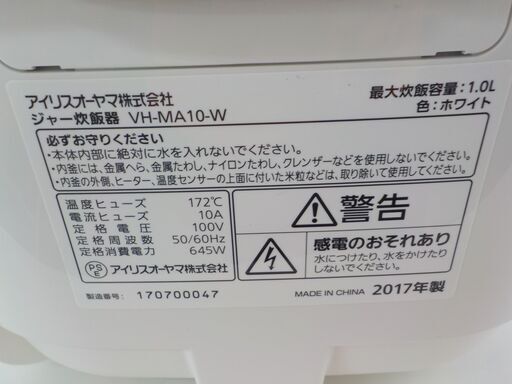 アイリスオーヤマ株式会社
ジャー炊飯器 VH-MA10-W
最大炊飯容量:1.0L
色:ホワイト
必ずお守りください
・本体内部に絶対に水を入れないでください。
・内釜には、金属へら、金属たわし、ナイロンたわし、クレンザーなどを使用しないでください。
・内釜の外側、ヒーター、温度センサーの上面に付いた米粒などは、取り除いて使用してください。
温度ヒューズ 172℃
電流ヒューズ 10A
定格電圧 100V
定格周波数 50/60Hz
定格消費電力 645W
PSE アイリスオーヤマ株式会社
製造番号: 170700047
警告
感電のおそれあり
水につけたり、水をかけたり
しないでください。
MADE IN CHINA 2017年製